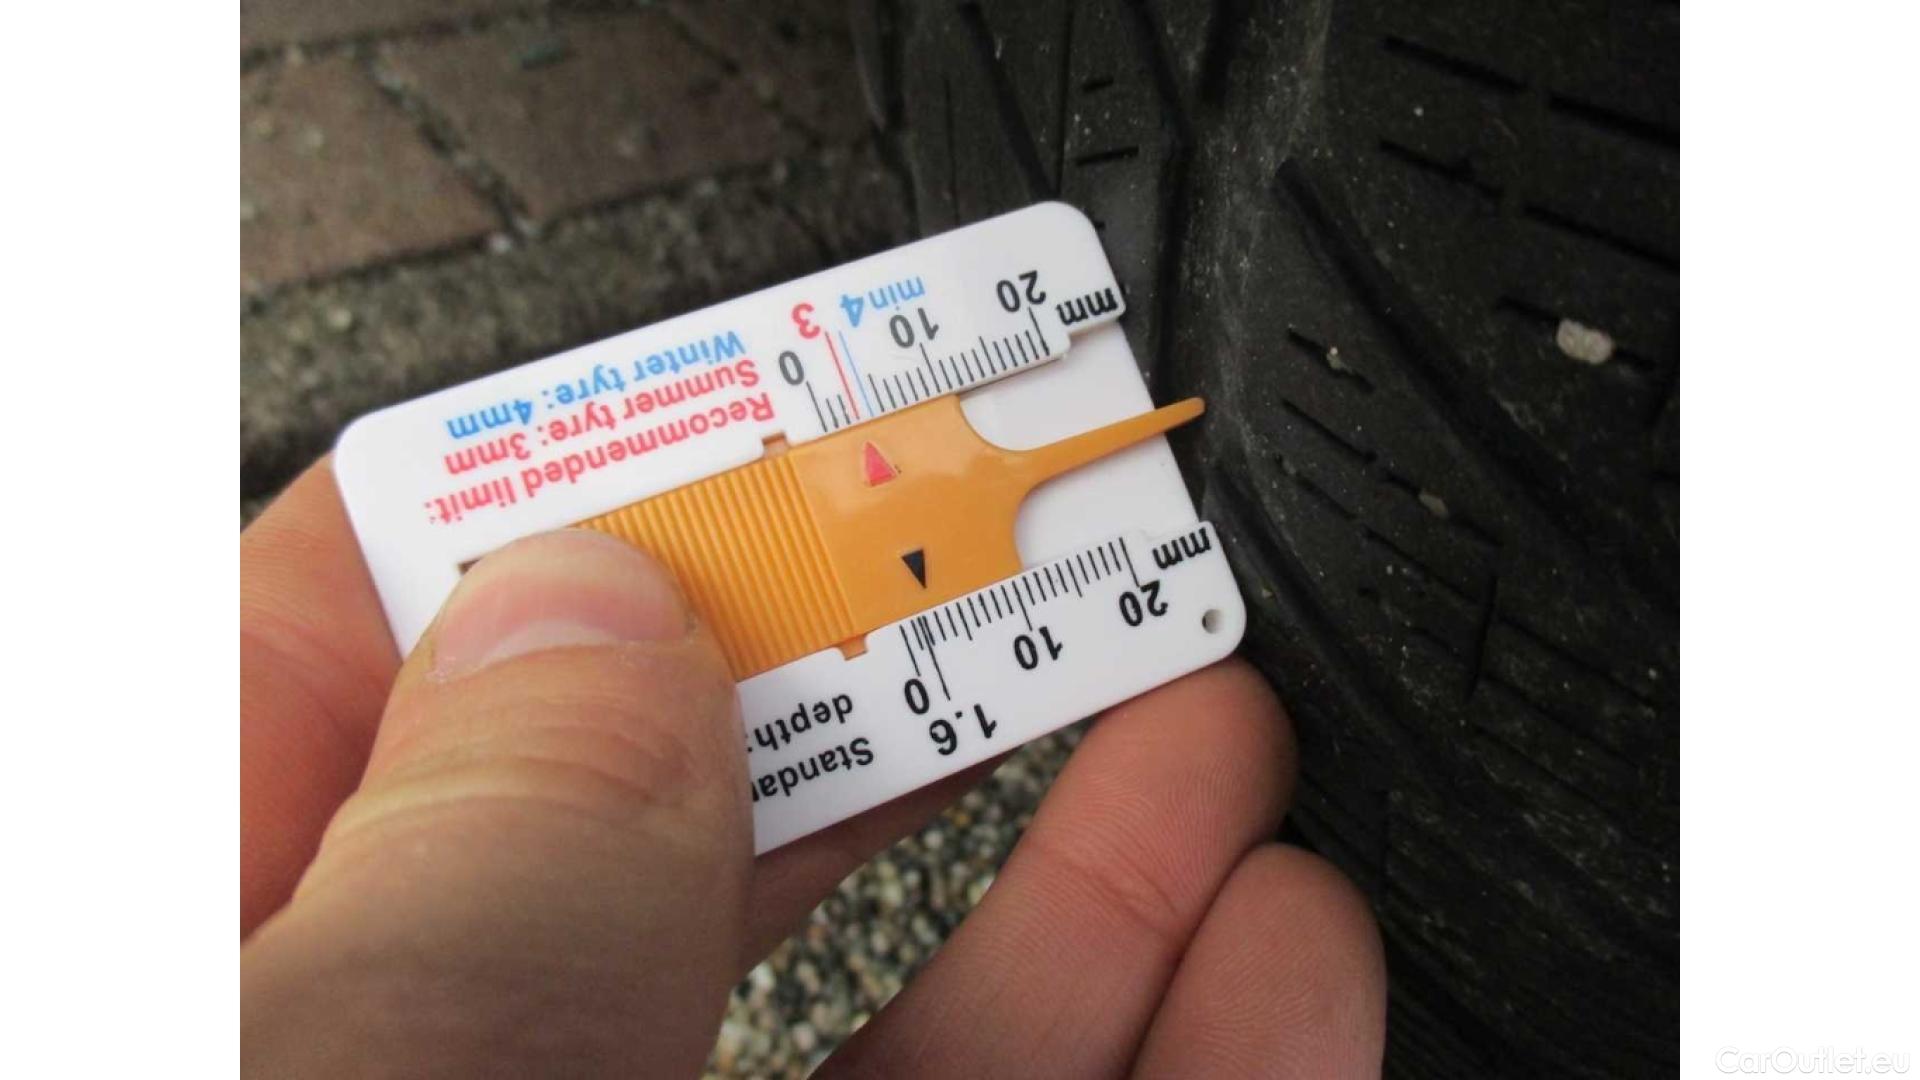 Standa
depth:
1.6
0 10 20 mm
Recommended limit:
Summer tyre: 3mm
Winter tyre: 4mm
0 10 20 mm
3 min 4
CarOutlet.eu